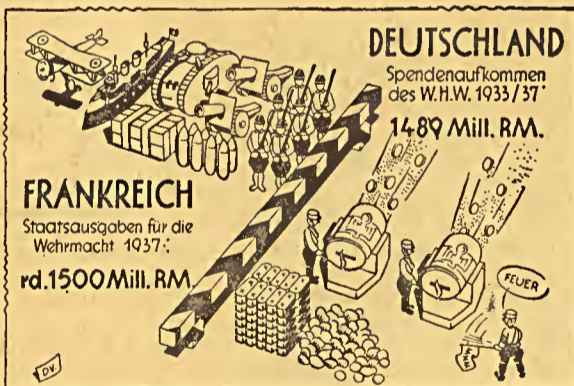 DEUTSCHLAND
Spendenaufkommen
des W.H.W. 1933/37:
1489 Mill. RM.
FRANKREICH
Staatsausgaben für die
Wehrmacht 1937:
rd. 1500 Mill. RM.
FEUER
D.V.